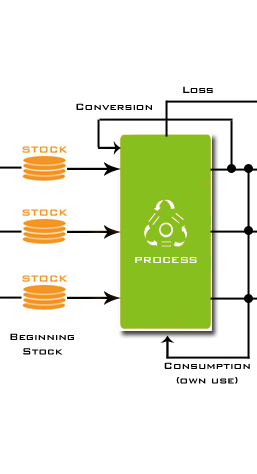 Loss
Conversion
STOCK
STOCK
STOCK
PROCESS
Beginning
Stock
Consumption
(own use)